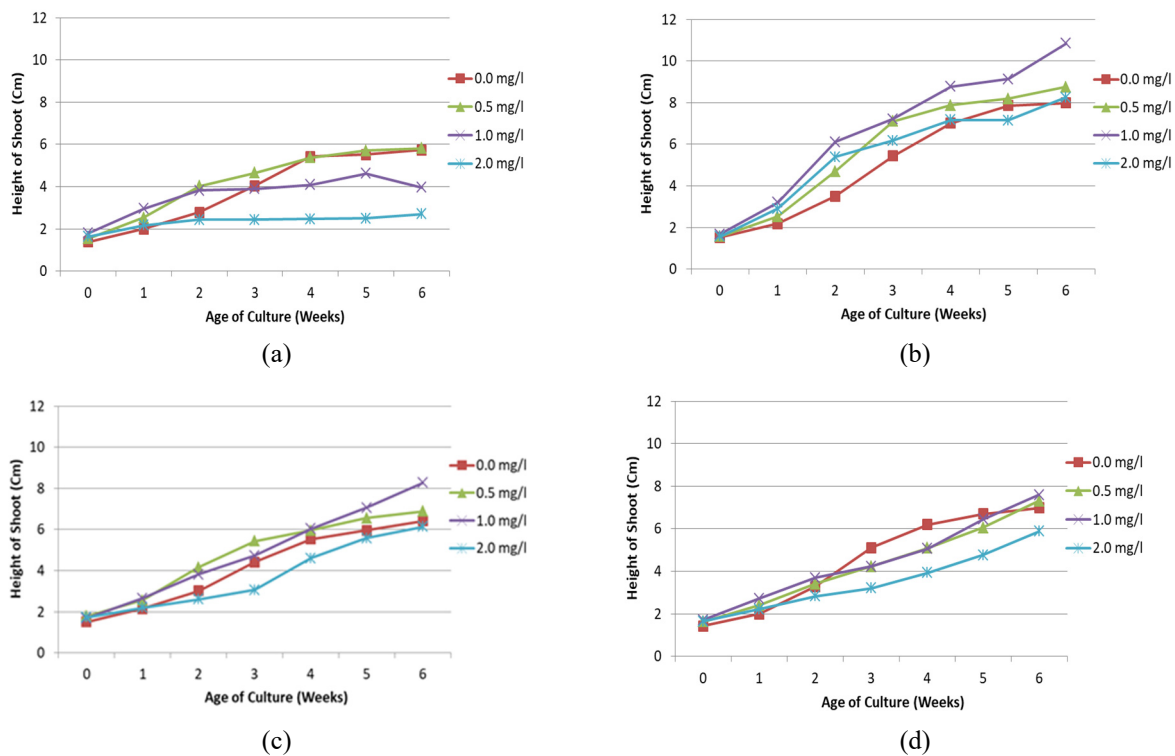 12
10
8
6
4
2
0
Height of Shoot (Cm)
0 1 2 3 4 5 6
Age of Culture (Weeks)
0.0 mg/l
0.5 mg/l
1.0 mg/l
2.0 mg/l
(a)
12
10
8
6
4
2
0
Height of Shoot (Cm)
0 1 2 3 4 5 6
Age of Culture (Weeks)
0.0 mg/l
0.5 mg/l
1.0 mg/l
2.0 mg/l
(b)
12
10
8
6
4
2
0
Height of Shoot (Cm)
0 1 2 3 4 5 6
Age of Culture (Weeks)
0.0 mg/l
0.5 mg/l
1.0 mg/l
2.0 mg/l
(c)
12
10
8
6
4
2
0
Height of Shoot (Cm)
0 1 2 3 4 5 6
Age of Culture (Weeks)
0.0 mg/l
0.5 mg/l
1.0 mg/l
2.0 mg/l
(d)